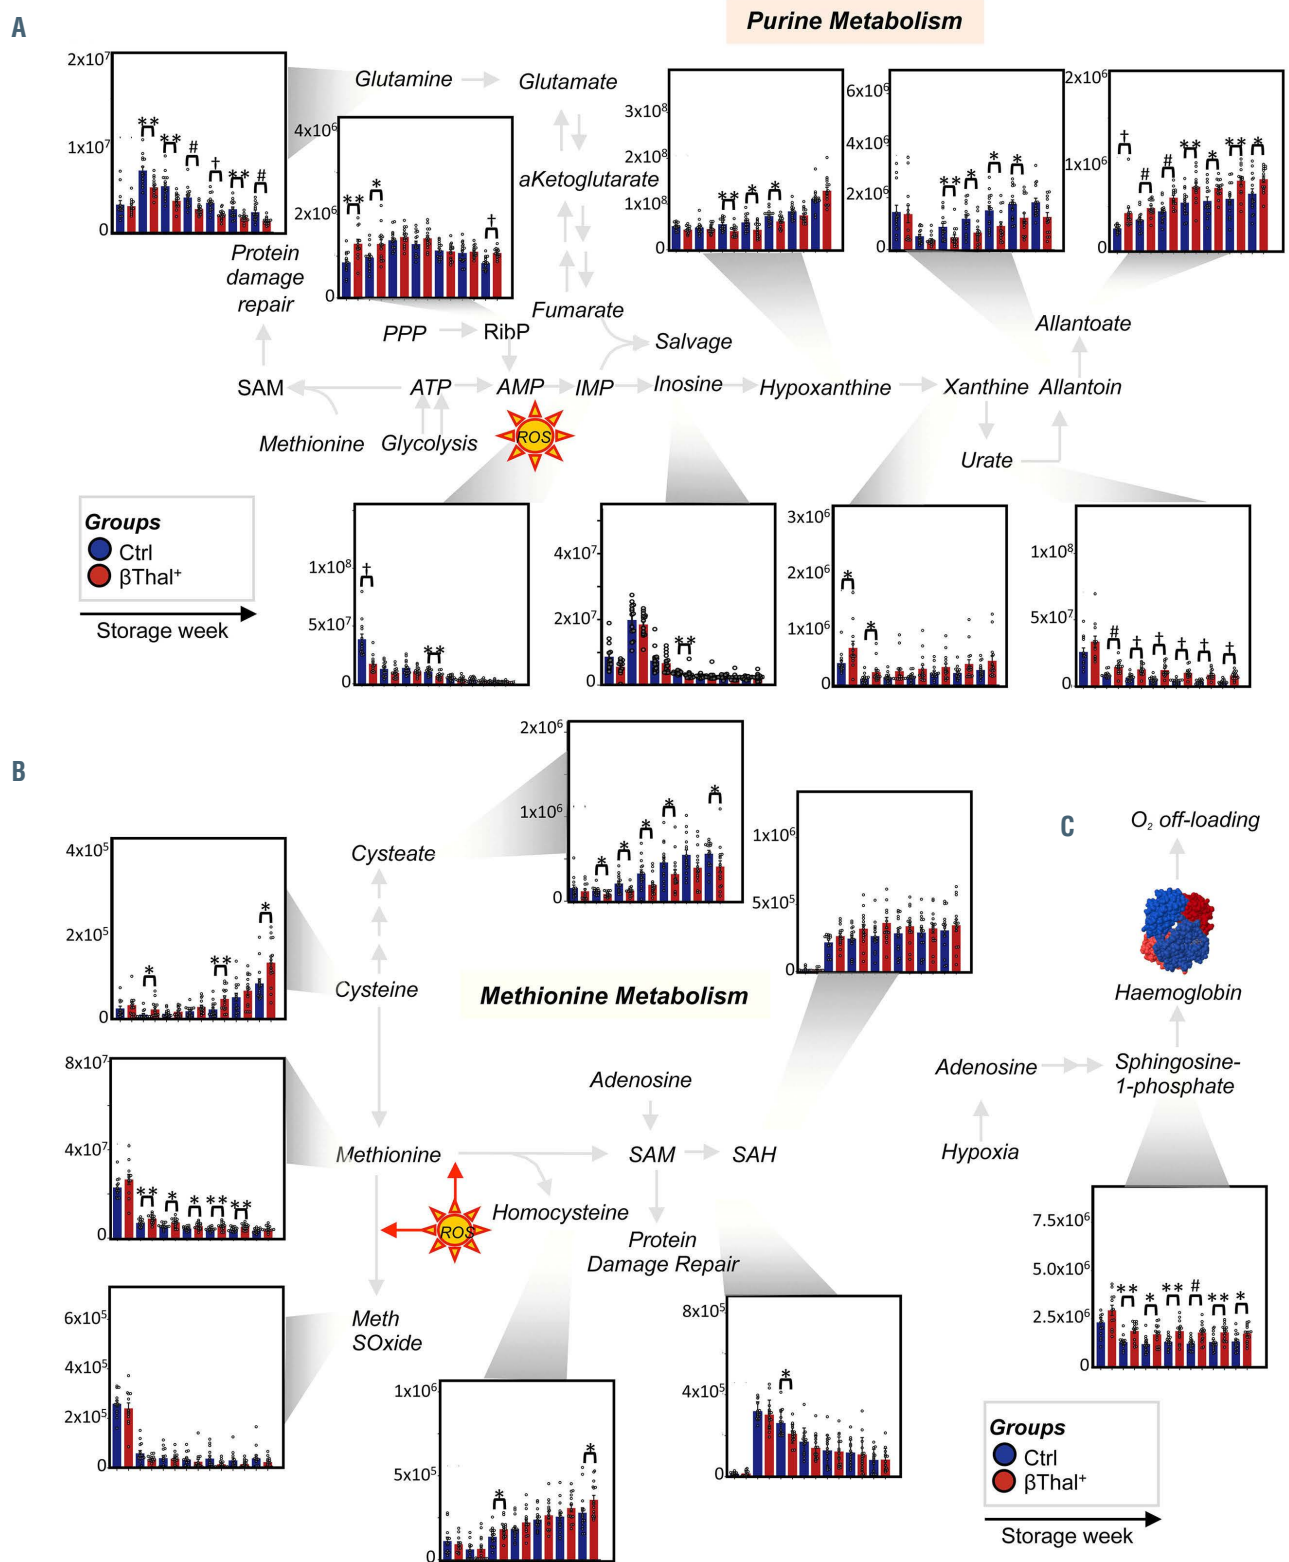 A
Purine Metabolism
2x10⁷
1x10⁷
0
** ** # † ** #
Glutamine
Glutamate
4x10⁶
2x10⁶
0
** * †
aKetoglutarate
3x10⁸
2x10⁸
1x10⁸
0
** * *
6x10⁶
4x10⁶
2x10⁶
0
** * * *
2x10⁶
1x10⁶
0
† # # ** * ** *
Protein
damage
repair
Fumarate
PPP
RibP
Salvage
Allantoate
SAM
ATP
AMP
IMP
Inosine
Hypoxanthine
Xanthine
Allantoin
Methionine
Glycolysis
ROS
Urate
Groups
Ctrl
βThal⁺
Storage week
1x10⁸
5x10⁷
0
† **
4x10⁷
2x10⁷
0
**
3x10⁶
2x10⁶
1x10⁶
0
* *
1x10⁸
5x10⁷
0
# † † † † †
B
2x10⁶
1x10⁶
0
* * * * *
Cysteate
4x10⁵
2x10⁵
0
* ** *
Cysteine
Methionine Metabolism
1x10⁶
5x10⁵
0
C
O₂ off-loading
Haemoglobin
Adenosine
Sphingosine-
1-phosphate
Hypoxia
8x10⁷
4x10⁷
0
** * * ** **
Adenosine
Methionine
SAM
SAH
ROS
Homocysteine
Protein
Damage Repair
Meth
SOxide
6x10⁵
4x10⁵
2x10⁵
0
1x10⁶
5x10⁵
0
* *
8x10⁵
4x10⁵
0
*
7.5x10⁶
5.0x10⁶
2.5x10⁶
0
** * ** # ** *
Groups
Ctrl
βThal⁺
Storage week